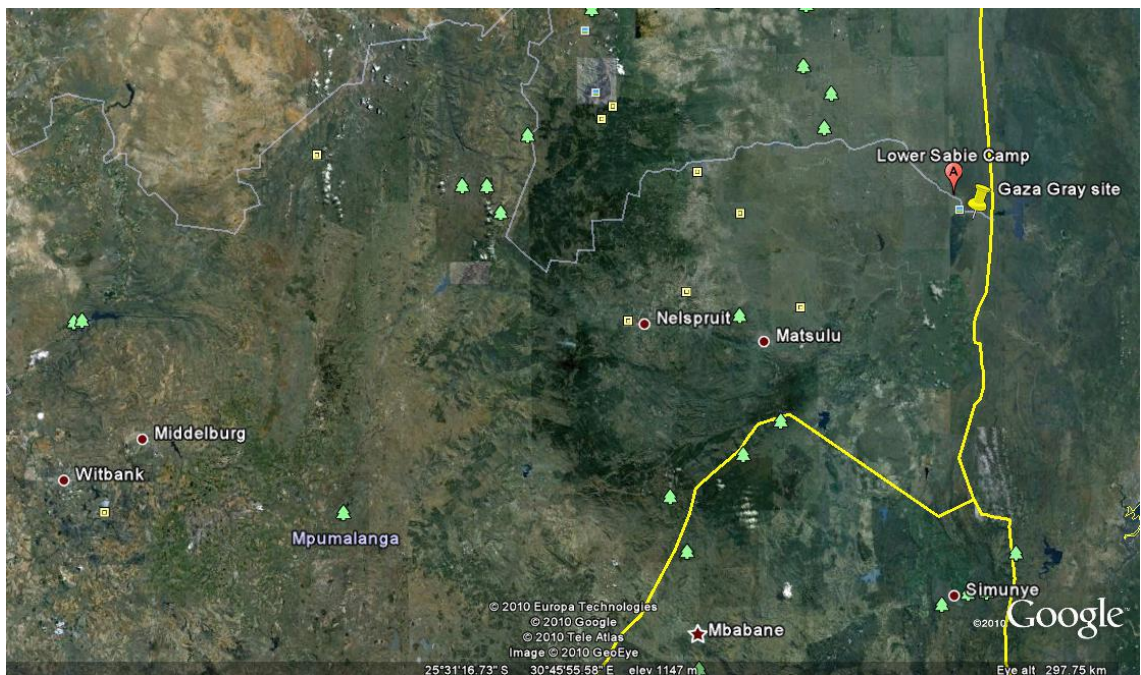 Lower Sabie Camp
A
Gaza Gray site
Nelspruit
Matsulu
Middelburg
Witbank
Mpumalanga
Simunye
© 2010 Europa Technologies
© 2010 Google
© 2010 Tele Atlas
Image © 2010 GeoEye
©2010 Google™
Mbabane
25°31'16.73" S 30°45'55.58" E elev 1147 m
Eye alt 297.75 km